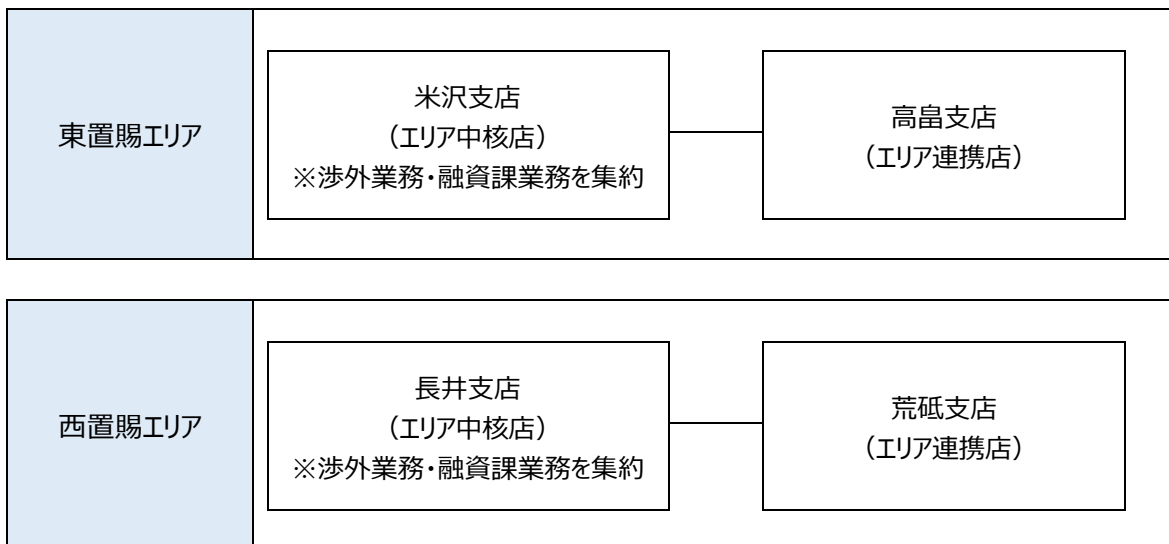 東置賜エリア
米沢支店
（エリア中核店）
※渉外業務・融資課業務を集約
高畠支店
（エリア連携店）
西置賜エリア
長井支店
（エリア中核店）
※渉外業務・融資課業務を集約
荒砥支店
（エリア連携店）